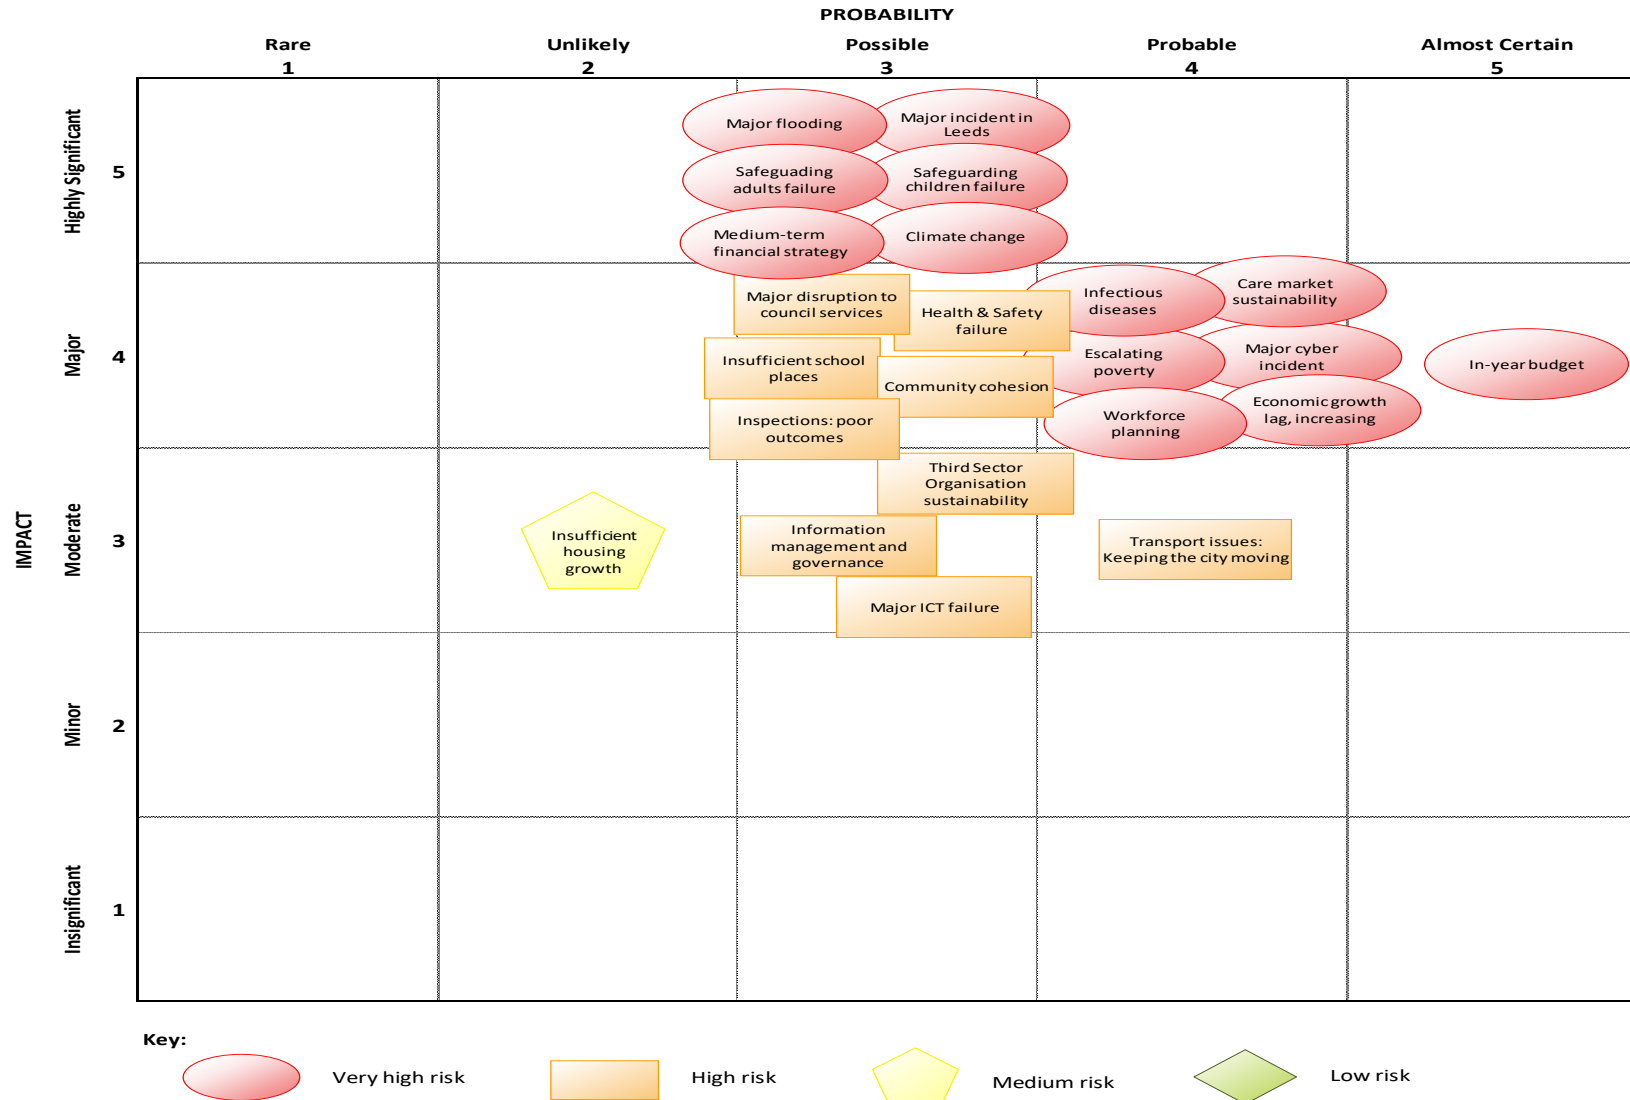 PROBABILITY
Rare
Unlikely
Possible
Probable
Almost Certain
1
2
3
4
5
IMPACT
Highly Significant
5
Major flooding
Major incident in
Leeds
Safeguading
adults failure
Safeguarding
children failure
Medium-term
financial strategy
Climate change
Major
4
Major disruption to
council services
Health & Safety
failure
Insufficient school
places
Community cohesion
Inspections: poor
outcomes
Infectious
diseases
Care market
sustainability
Escalating
poverty
Major cyber
incident
Workforce
planning
Economic growth
lag, increasing
In-year budget
Moderate
3
Insufficient
housing
growth
Third Sector
Organisation
sustainability
Information
management and
governance
Major ICT failure
Transport issues:
Keeping the city moving
Minor
2
Insignificant
1
Key:
Very high risk
High risk
Medium risk
Low risk